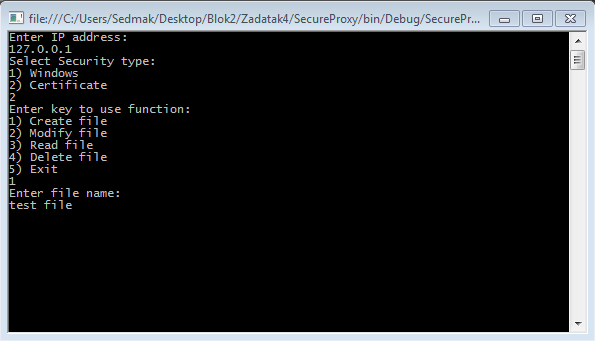 file:///C:/Users/Sedmak/Desktop/Blok2/Zadatak4/SecureProxy/bin/Debug/SecurePr...
Enter IP address:
127.0.0.1
Select Security type:
1) Windows
2) Certificate
2
Enter key to use function:
1) Create file
2) Modify file
3) Read file
4) Delete file
5) Exit
1
Enter file name:
test file